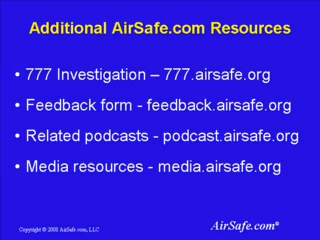 Additional AirSafe.com Resources
• 777 Investigation – 777.airsafe.org
• Feedback form - feedback.airsafe.org
• Related podcasts - podcast.airsafe.org
• Media resources - media.airsafe.org
Copyright © 2008 AirSafe.com, LLC
AirSafe.com®